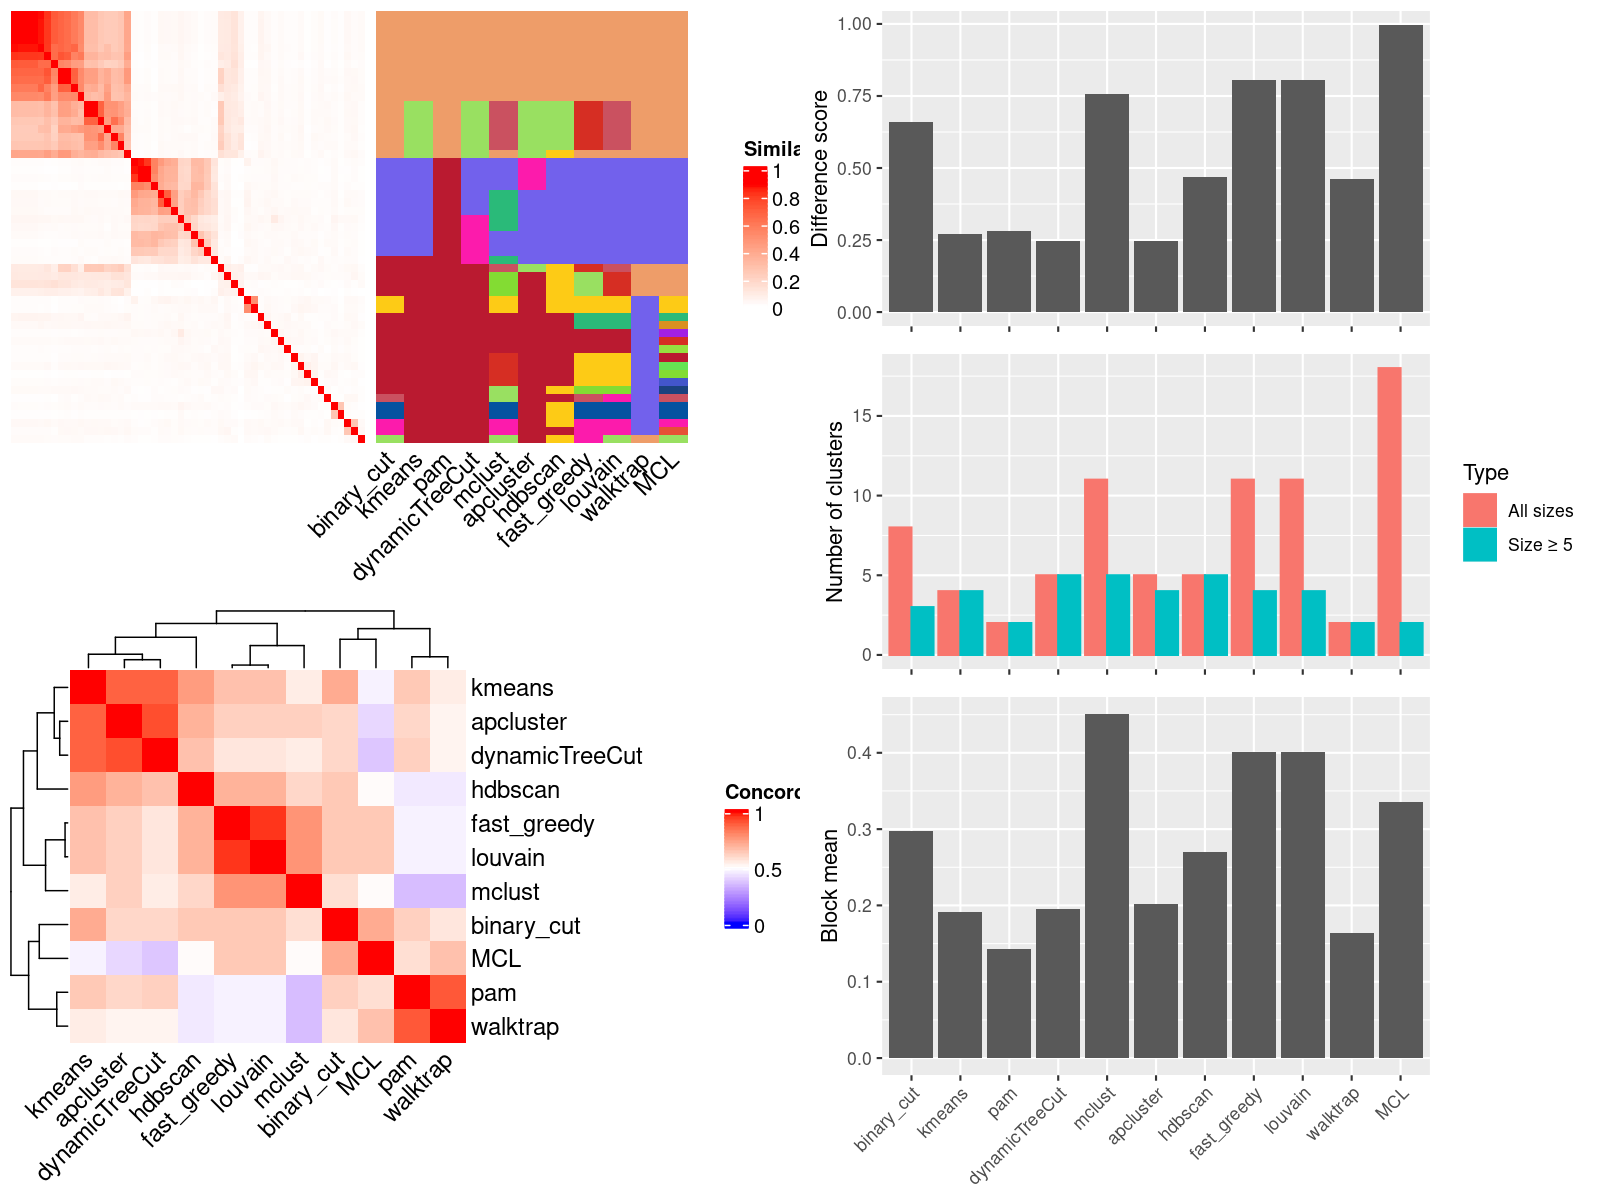 Simila
1
0.8
0.6
0.4
0.2
0
binary_cut
kmeans
pam
dynamicTreeCut
mclust
apcluster
hdbscan
fast_greedy
louvain
walktrap
MCL
kmeans
apcluster
dynamicTreeCut
hdbscan
fast_greedy
louvain
mclust
binary_cut
MCL
pam
walktrap
Concord
1
0.5
0
kmeans
apcluster
dynamicTreeCut
hdbscan
fast_greedy
louvain
mclust
binary_cut
MCL
pam
walktrap
Difference score
1.00
0.75
0.50
0.25
0.00
Number of clusters
15
10
5
0
Type
All sizes
Size ≥ 5
Block mean
0.4
0.3
0.2
0.1
0.0
binary_cut
kmeans
pam
dynamicTreeCut
mclust
apcluster
hdbscan
fast_greedy
louvain
walktrap
MCL